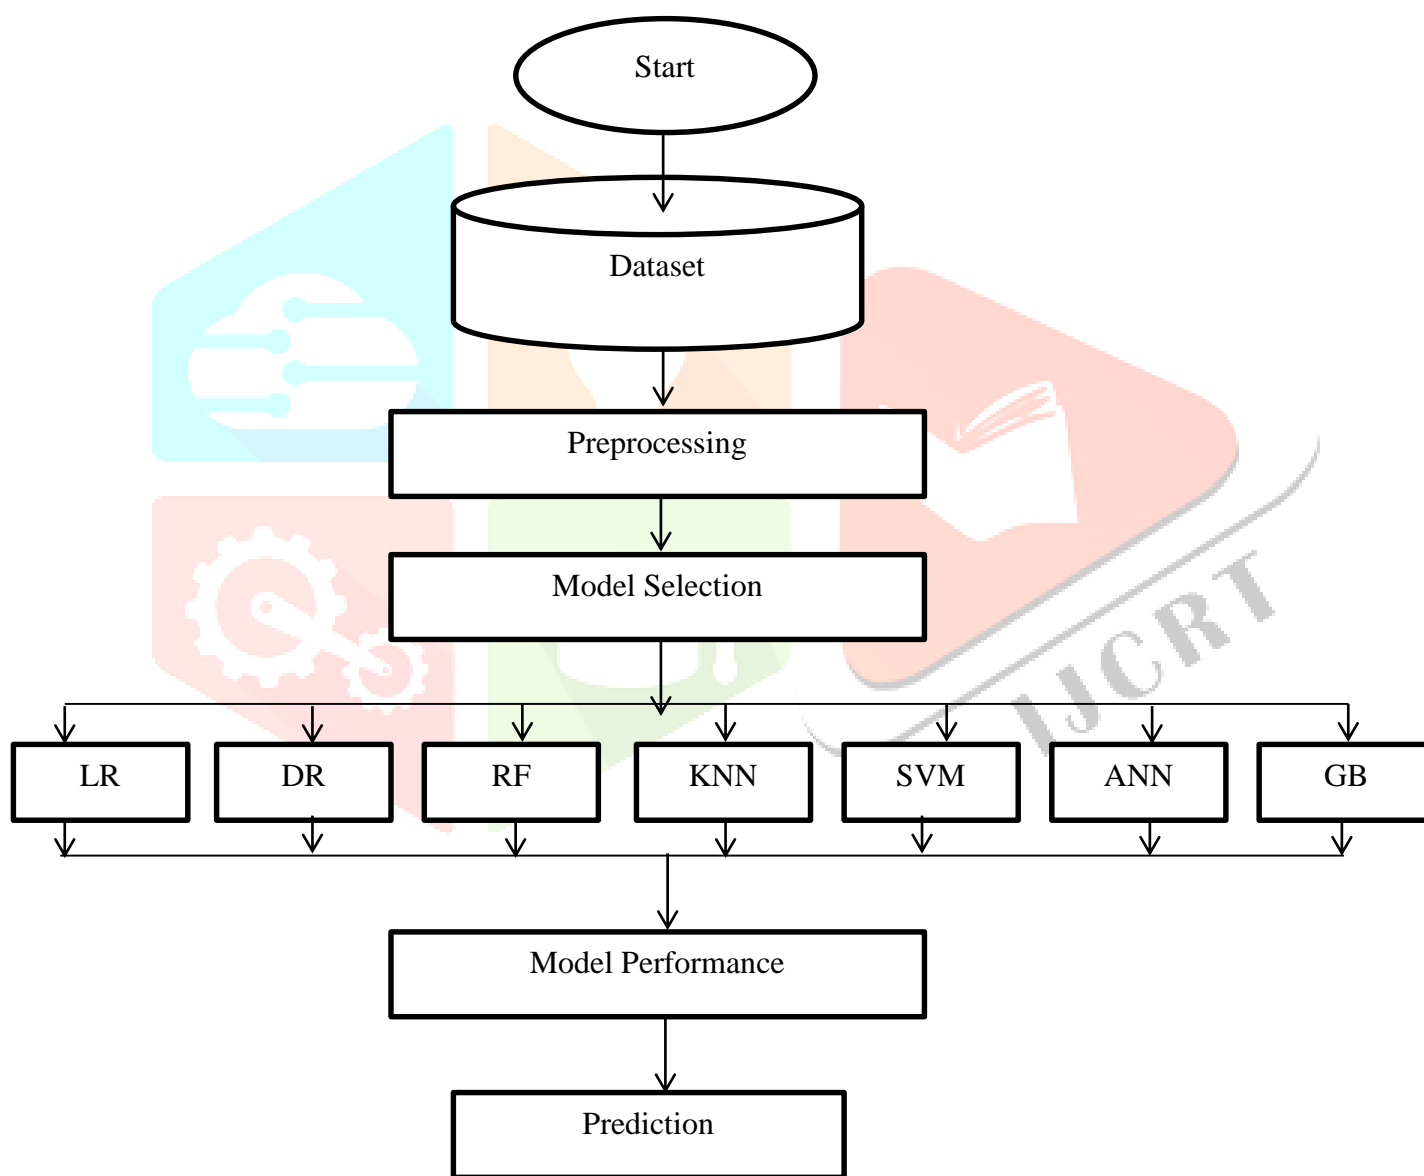 Start
Dataset
Preprocessing
Model Selection
IJCRT
LR
DR
RF
KNN
SVM
ANN
GB
Model Performance
Prediction